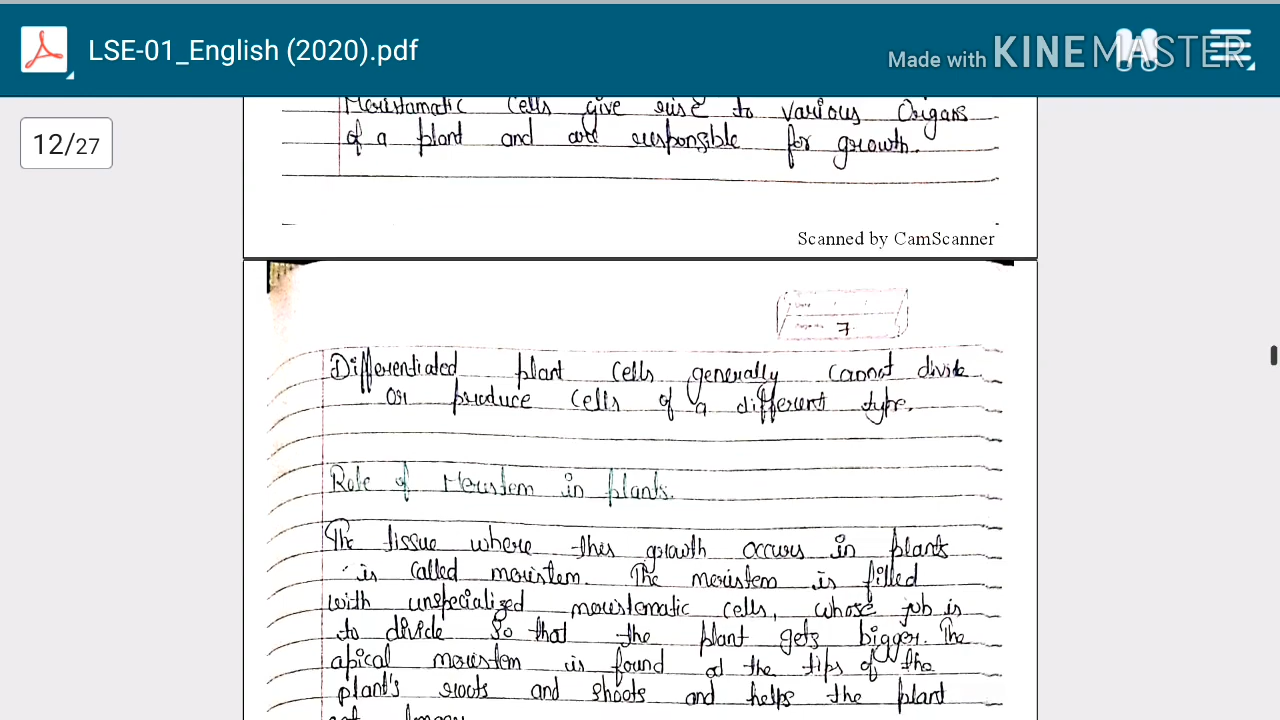 LSE-01_English (2020).pdf
Made with KINEMASTER
12/27
Meristamatic cells give rise to various Origans
of a plant and are responsible for growth.
Scanned by CamScanner
7.
Differentiated plant cells generally cannot divide
or produce cells of a different type.
Role of Meristem in plants.
The tissue where this growth occurs in plants
is called meristem. The meristem is filled
with unspecialized meristematic cells, whose job is
to divide so that the plant gets bigger. The
apical meristem is found at the tips of the
plant's roots and shoots and helps the plant